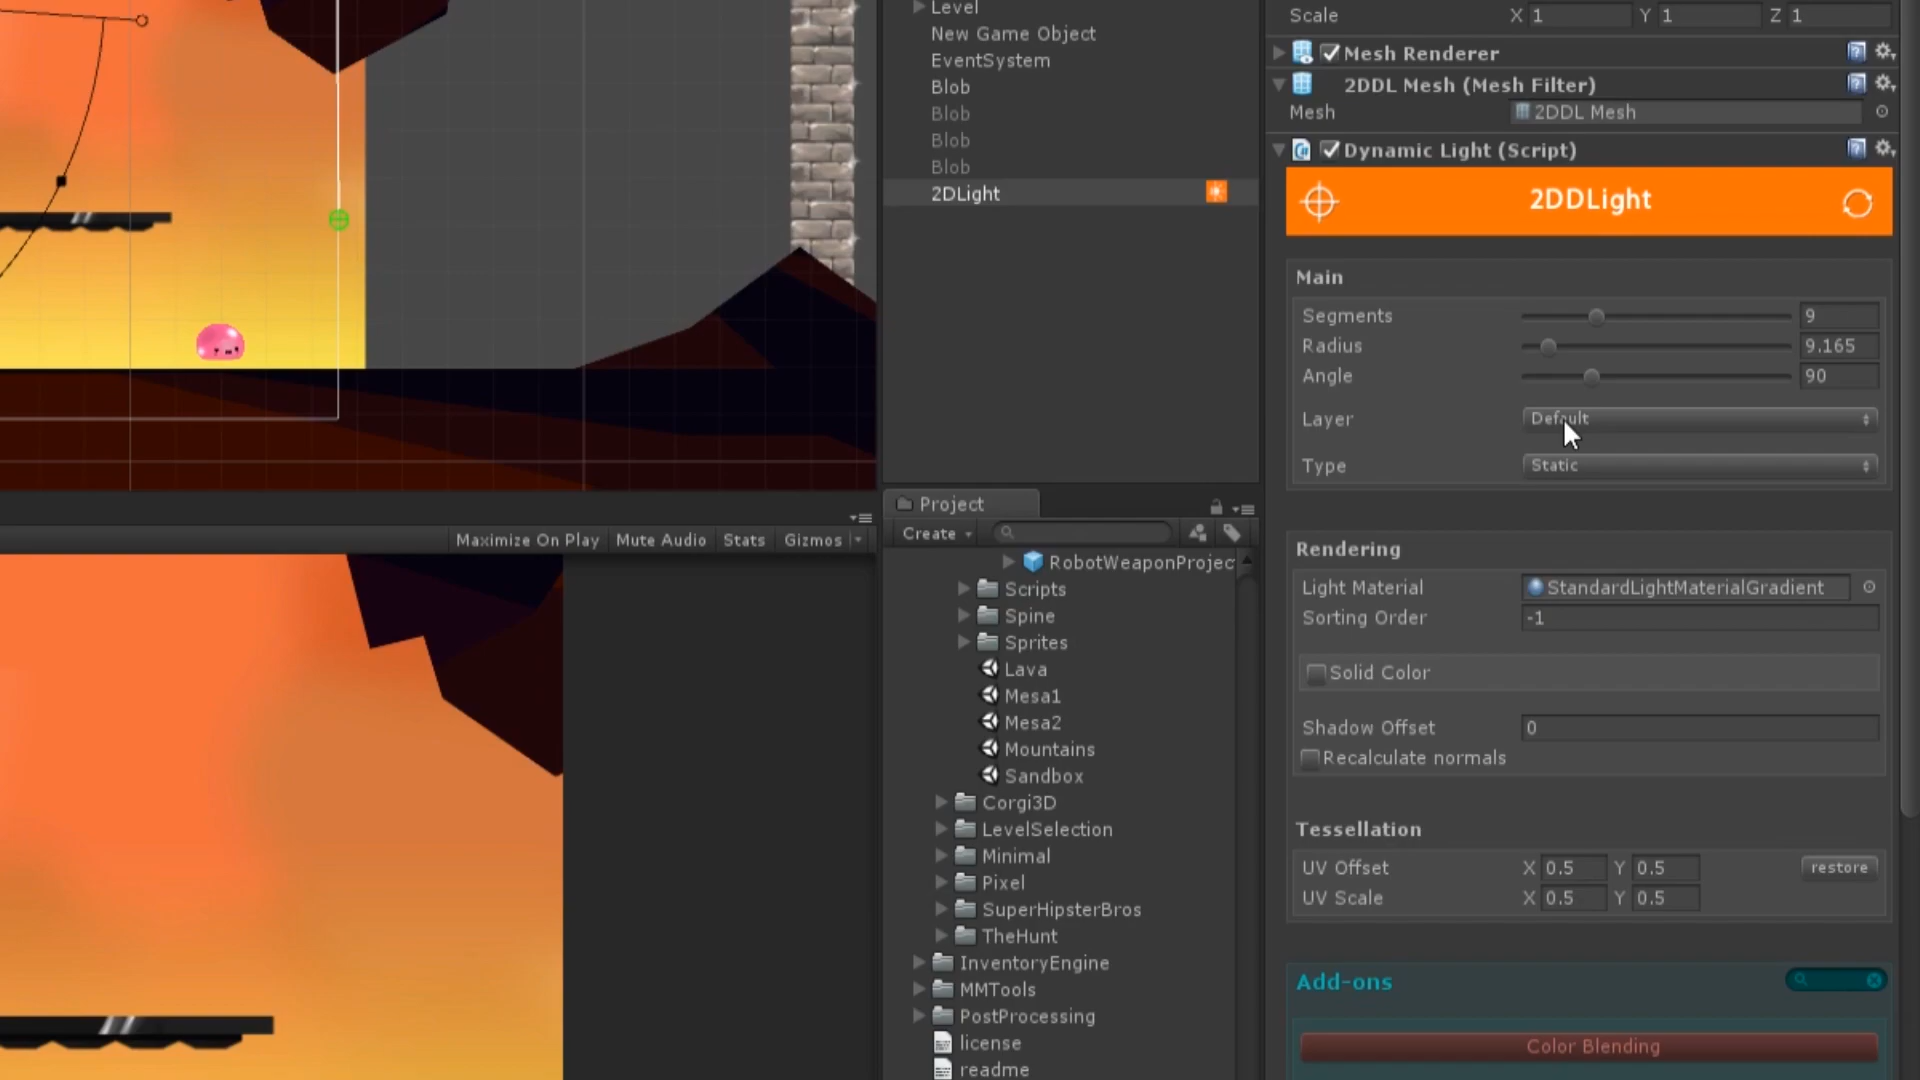 Level
New Game Object
EventSystem
Blob
Blob
Blob
Blob
2DLight
Maximize On Play Mute Audio Stats Gizmos
Project
Create
RobotWeaponProjec
Scripts
Spine
Sprites
Lava
Mesa1
Mesa2
Mountains
Sandbox
Corgi3D
LevelSelection
Minimal
Pixel
SuperHipsterBros
TheHunt
InventoryEngine
MMTools
PostProcessing
license
readme
Scale X 1 Y 1 Z 1
Mesh Renderer
2DDL Mesh (Mesh Filter)
Mesh 2DDL Mesh
Dynamic Light (Script)
2DDLight
Main
Segments 9
Radius 9.165
Angle 90
Layer Default
Type Static
Rendering
Light Material StandardLightMaterialGradient
Sorting Order -1
Solid Color
Shadow Offset 0
Recalculate normals
Tessellation
UV Offset X 0.5 Y 0.5 restore
UV Scale X 0.5 Y 0.5
Add-ons
Color Blending